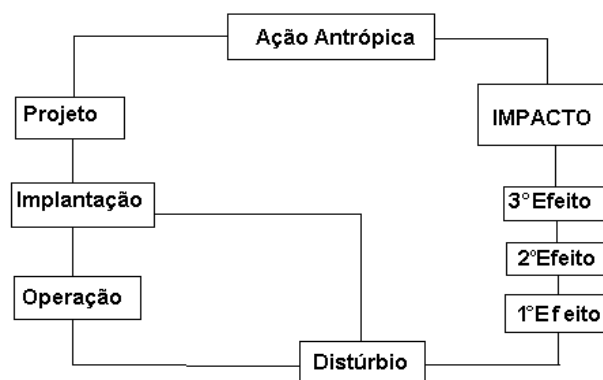 Ação Antrópica
Projeto
IMPACTO
Implantação
3°Efeito
2°Efeito
Operação
1°Efeito
Distúrbio